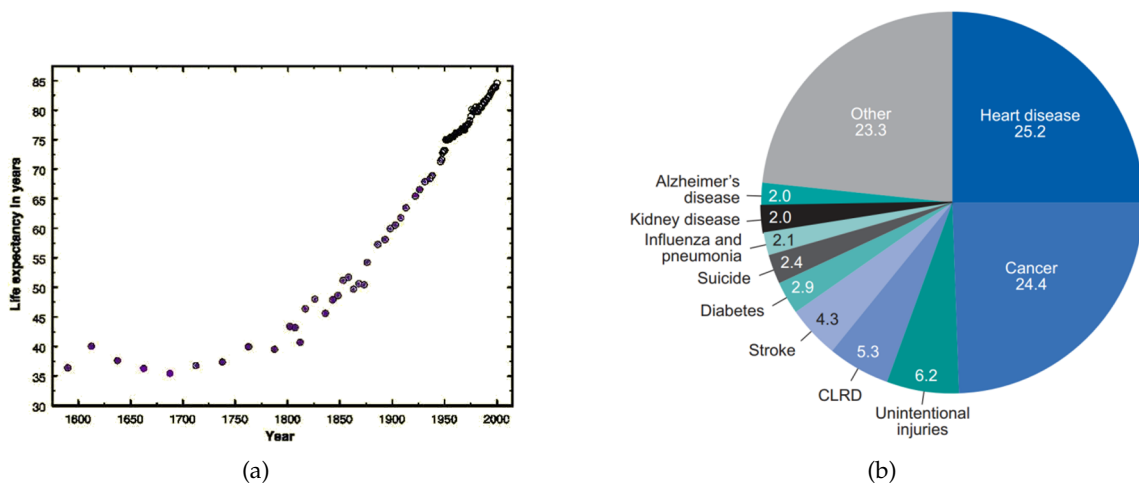 85
80
75
70
65
60
55
50
45
40
35
30
Life expectancy in years
1600 1650 1700 1750 1800 1850 1900 1950 2000
Year
(a)
Heart disease
25.2
Cancer
24.4
Unintentional
injuries
6.2
CLRD
5.3
Stroke
4.3
Diabetes
2.9
Suicide
2.4
Influenza and
pneumonia
2.1
Kidney disease
2.0
Alzheimer's
disease
2.0
Other
23.3
(b)